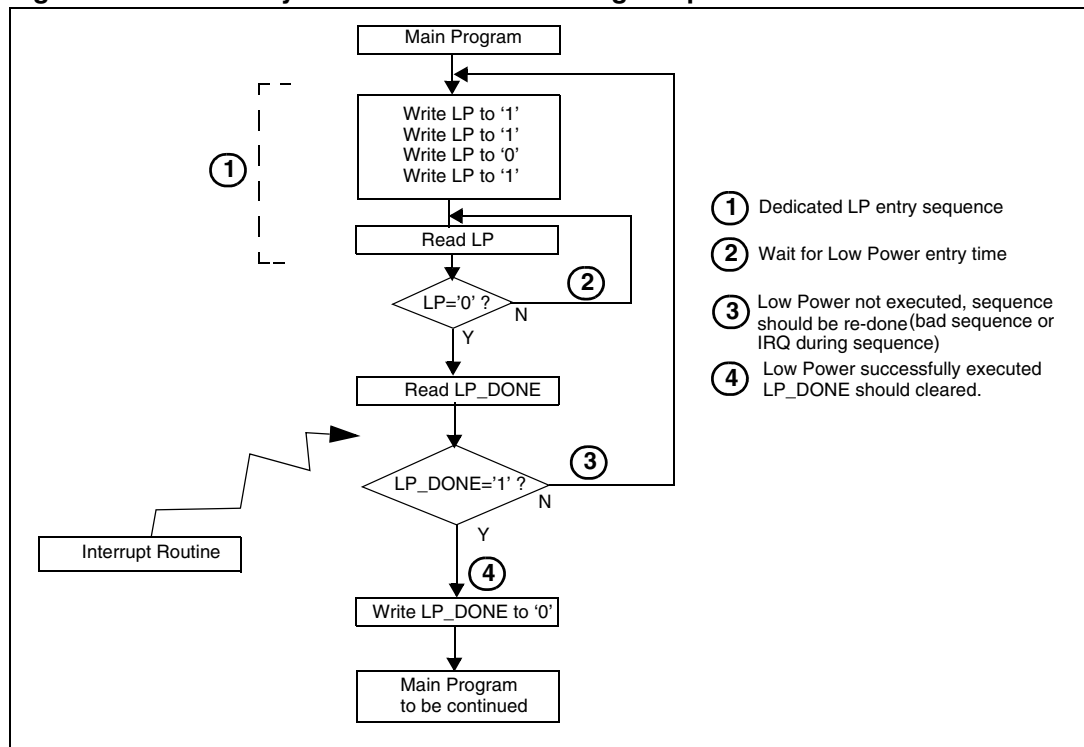 Main Program
Write LP to ‘1’
Write LP to ‘1’
Write LP to ‘0’
Write LP to ‘1’
1
Read LP
LP='0' ?
2
N
Y
Read LP_DONE
LP_DONE='1' ?
3
N
Y
Interrupt Routine
4
Write LP_DONE to ‘0’
Main Program
to be continued
1 Dedicated LP entry sequence
2 Wait for Low Power entry time
3 Low Power not executed, sequence
should be re-done(bad sequence or
IRQ during sequence)
4 Low Power successfully executed
LP_DONE should cleared.